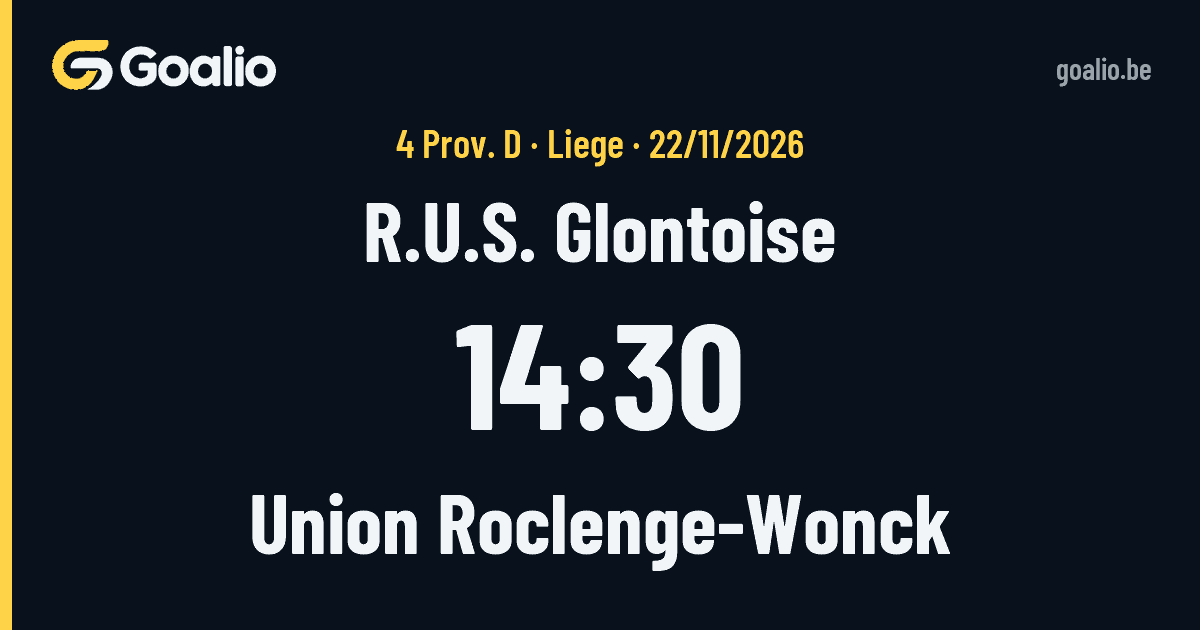 Goalio
goalio.be
4 Prov. D · Liege · 22/11/2026
R.U.S. Glontoise
14:30
Union Roclenge-Wonck